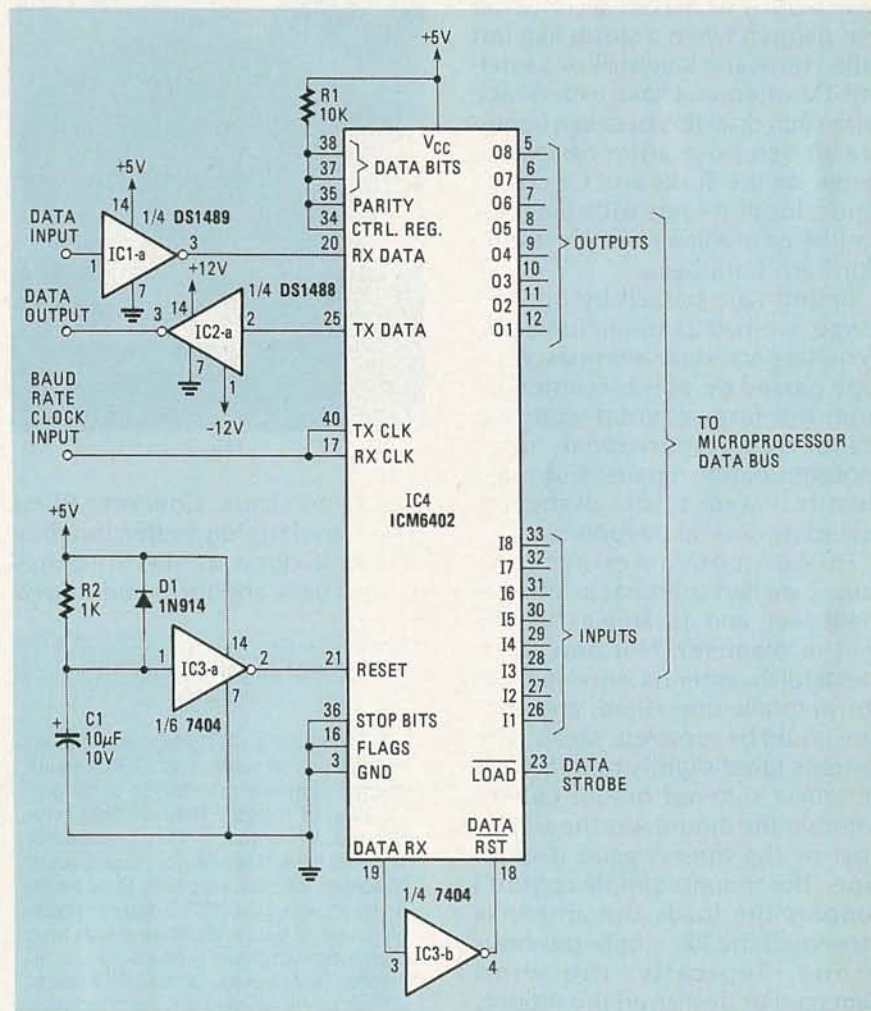 +5V
R1
10K
V_CC
38
37
DATA BITS
35
PARITY
34
CTRL. REG.
20
RX DATA
+5V
14
1/4 DS1489
DATA
INPUT
IC1-a
3
1
7
+12V
14
1/4 DS1488
DATA
OUTPUT
3
IC2-a
2
7
1
–12V
25
TX DATA
BAUD
RATE
CLOCK
INPUT
40
TX CLK
17
RX CLK
IC4
ICM6402
O8
5
O7
6
O6
7
O5
8
O4
9
O3
10
O2
11
O1
12
OUTPUTS
TO
MICROPROCESSOR
DATA BUS
I8
33
I7
32
I6
31
I5
30
I4
29
I3
28
I2
27
I1
26
INPUTS
+5V
R2
1K
D1
1N914
14
1
IC3-a
2
7
1/6 7404
C1
10μF
10V
+
21
RESET
36
STOP BITS
16
FLAGS
3
GND
LOAD
23
DATA
STROBE
DATA RX
DATA
RST
19
18
1/4 7404
3
IC3-b
4